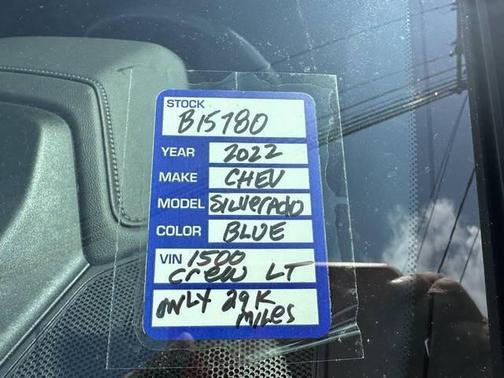 STOCK
B15780
YEAR 2022
MAKE CHEV
MODEL SILVERADO
COLOR BLUE
VIN 1500
CREW LT
ONLY 29K
MILES